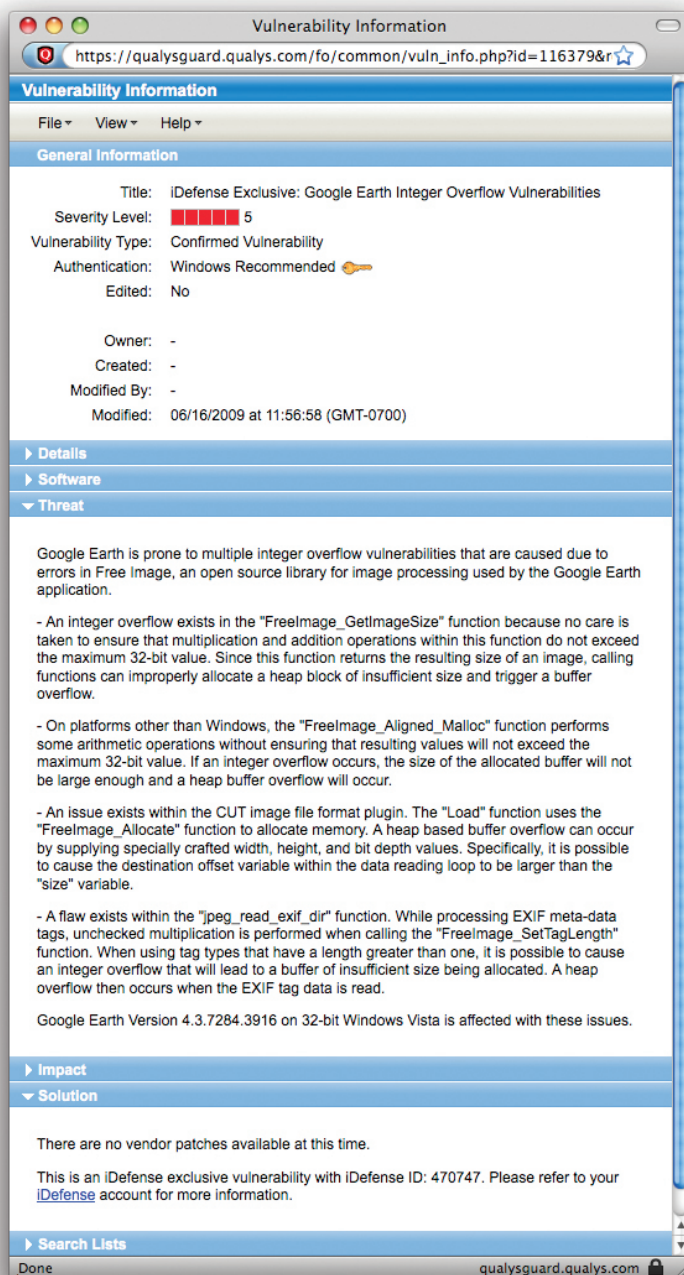 Vulnerability Information
https://qualysguard.qualys.com/fo/common/vuln_info.php?id=116379&r
Vulnerability Information
File View Help
General Information
Title: iDefense Exclusive: Google Earth Integer Overflow Vulnerabilities
Severity Level: 5
Vulnerability Type: Confirmed Vulnerability
Authentication: Windows Recommended
Edited: No
Owner: -
Created: -
Modified By: -
Modified: 06/16/2009 at 11:56:58 (GMT-0700)
Details
Software
Threat
Google Earth is prone to multiple integer overflow vulnerabilities that are caused due to
errors in Free Image, an open source library for image processing used by the Google Earth
application.
- An integer overflow exists in the "FreeImage_GetImageSize" function because no care is
taken to ensure that multiplication and addition operations within this function do not exceed
the maximum 32-bit value. Since this function returns the resulting size of an image, calling
functions can improperly allocate a heap block of insufficient size and trigger a buffer
overflow.
- On platforms other than Windows, the "FreeImage_Aligned_Malloc" function performs
some arithmetic operations without ensuring that resulting values will not exceed the
maximum 32-bit value. If an integer overflow occurs, the size of the allocated buffer will not
be large enough and a heap buffer overflow will occur.
- An issue exists within the CUT image file format plugin. The "Load" function uses the
"FreeImage_Allocate" function to allocate memory. A heap based buffer overflow can occur
by supplying specially crafted width, height, and bit depth values. Specifically, it is possible
to cause the destination offset variable within the data reading loop to be larger than the
"size" variable.
- A flaw exists within the "jpeg_read_exif_dir" function. While processing EXIF meta-data
tags, unchecked multiplication is performed when calling the "FreeImage_SetTagLength"
function. When using tag types that have a length greater than one, it is possible to cause
an integer overflow that will lead to a buffer of insufficient size being allocated. A heap
overflow then occurs when the EXIF tag data is read.
Google Earth Version 4.3.7284.3916 on 32-bit Windows Vista is affected with these issues.
Impact
Solution
There are no vendor patches available at this time.
This is an iDefense exclusive vulnerability with iDefense ID: 470747. Please refer to your
iDefense account for more information.
Search Lists
Done qualysguard.qualys.com